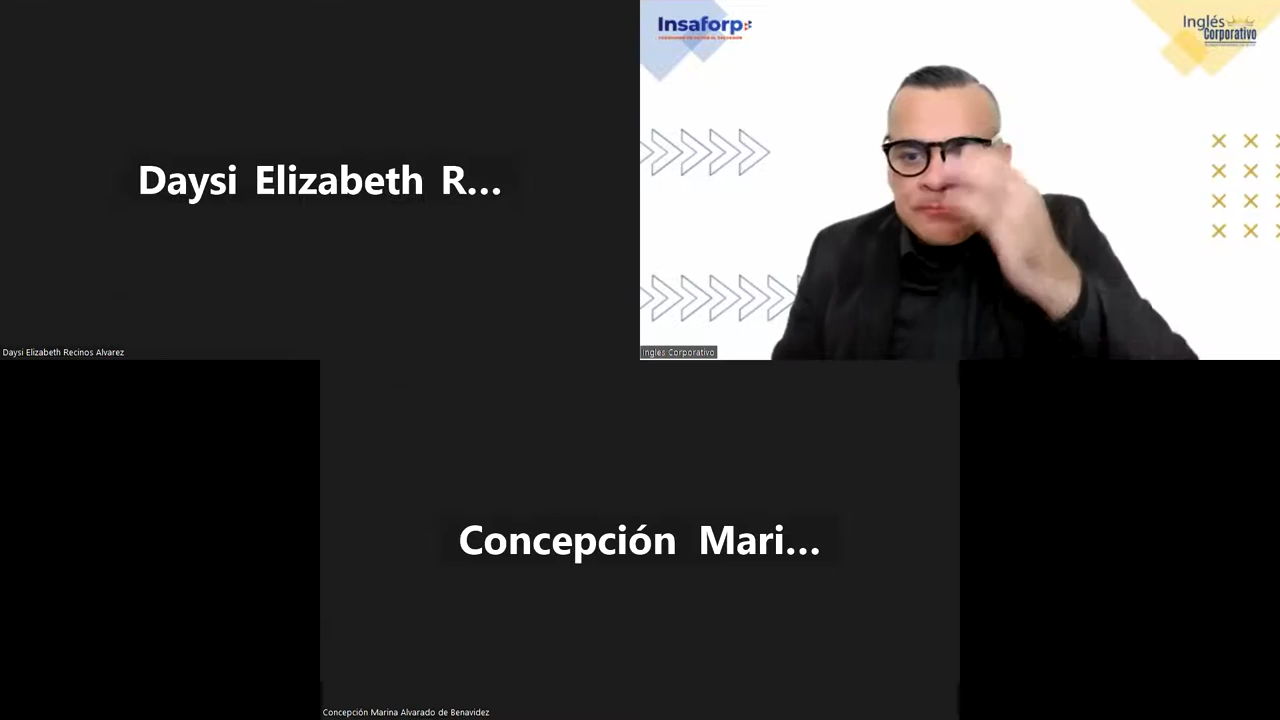 Daysi Elizabeth R...
Daysi Elizabeth Recinos Alvarez
Insaforp
Inglés
Corporativo
Ingles Corporativo
Concepción Mari...
Concepción Marina Alvarado de Benavidez